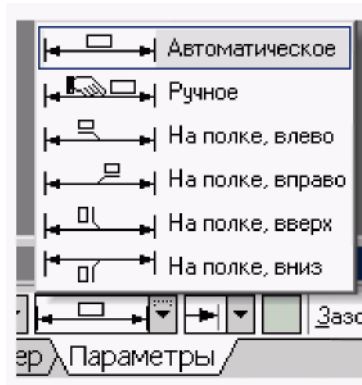 Автоматическое
Ручное
На полке, влево
На полке, вправо
На полке, вверх
На полке, вниз
Параметры